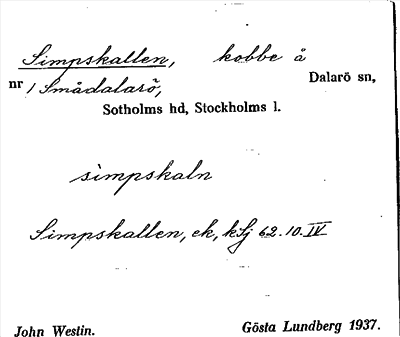 Simpskallen, kobbe å
nr 1 Smådalarö, Dalarö sn,
Sotholms hd, Stockholms l.
simpskaln
Simpskallen, ek, kSj 62.10.IV
John Westin. Gösta Lundberg 1937.